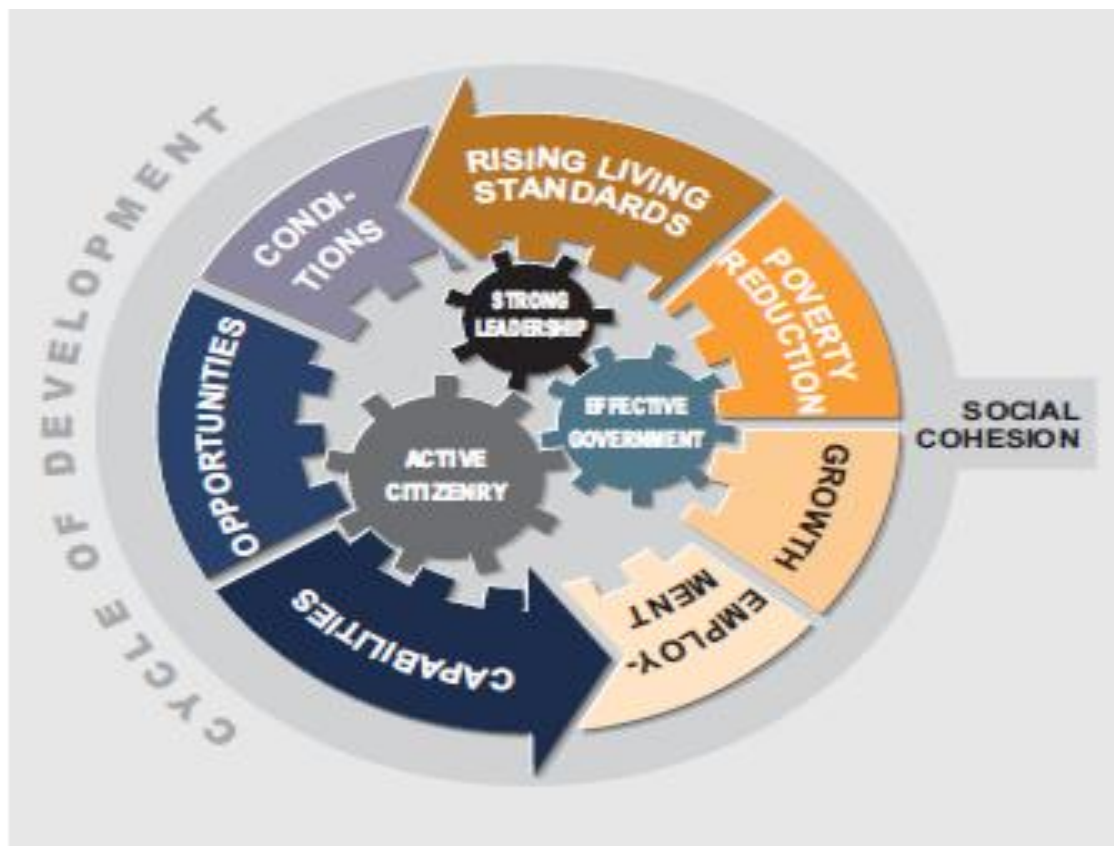 CYCLE OF DEVELOPMENT
RISING LIVING
STANDARDS
POVERTY
REDUCTION
GROWTH
EMPLOY-
MENT
CAPABILITIES
OPPORTUNITIES
CONDI-
TIONS
STRONG
LEADERSHIP
EFFECTIVE
GOVERNMENT
ACTIVE
CITIZENRY
SOCIAL
COHESION